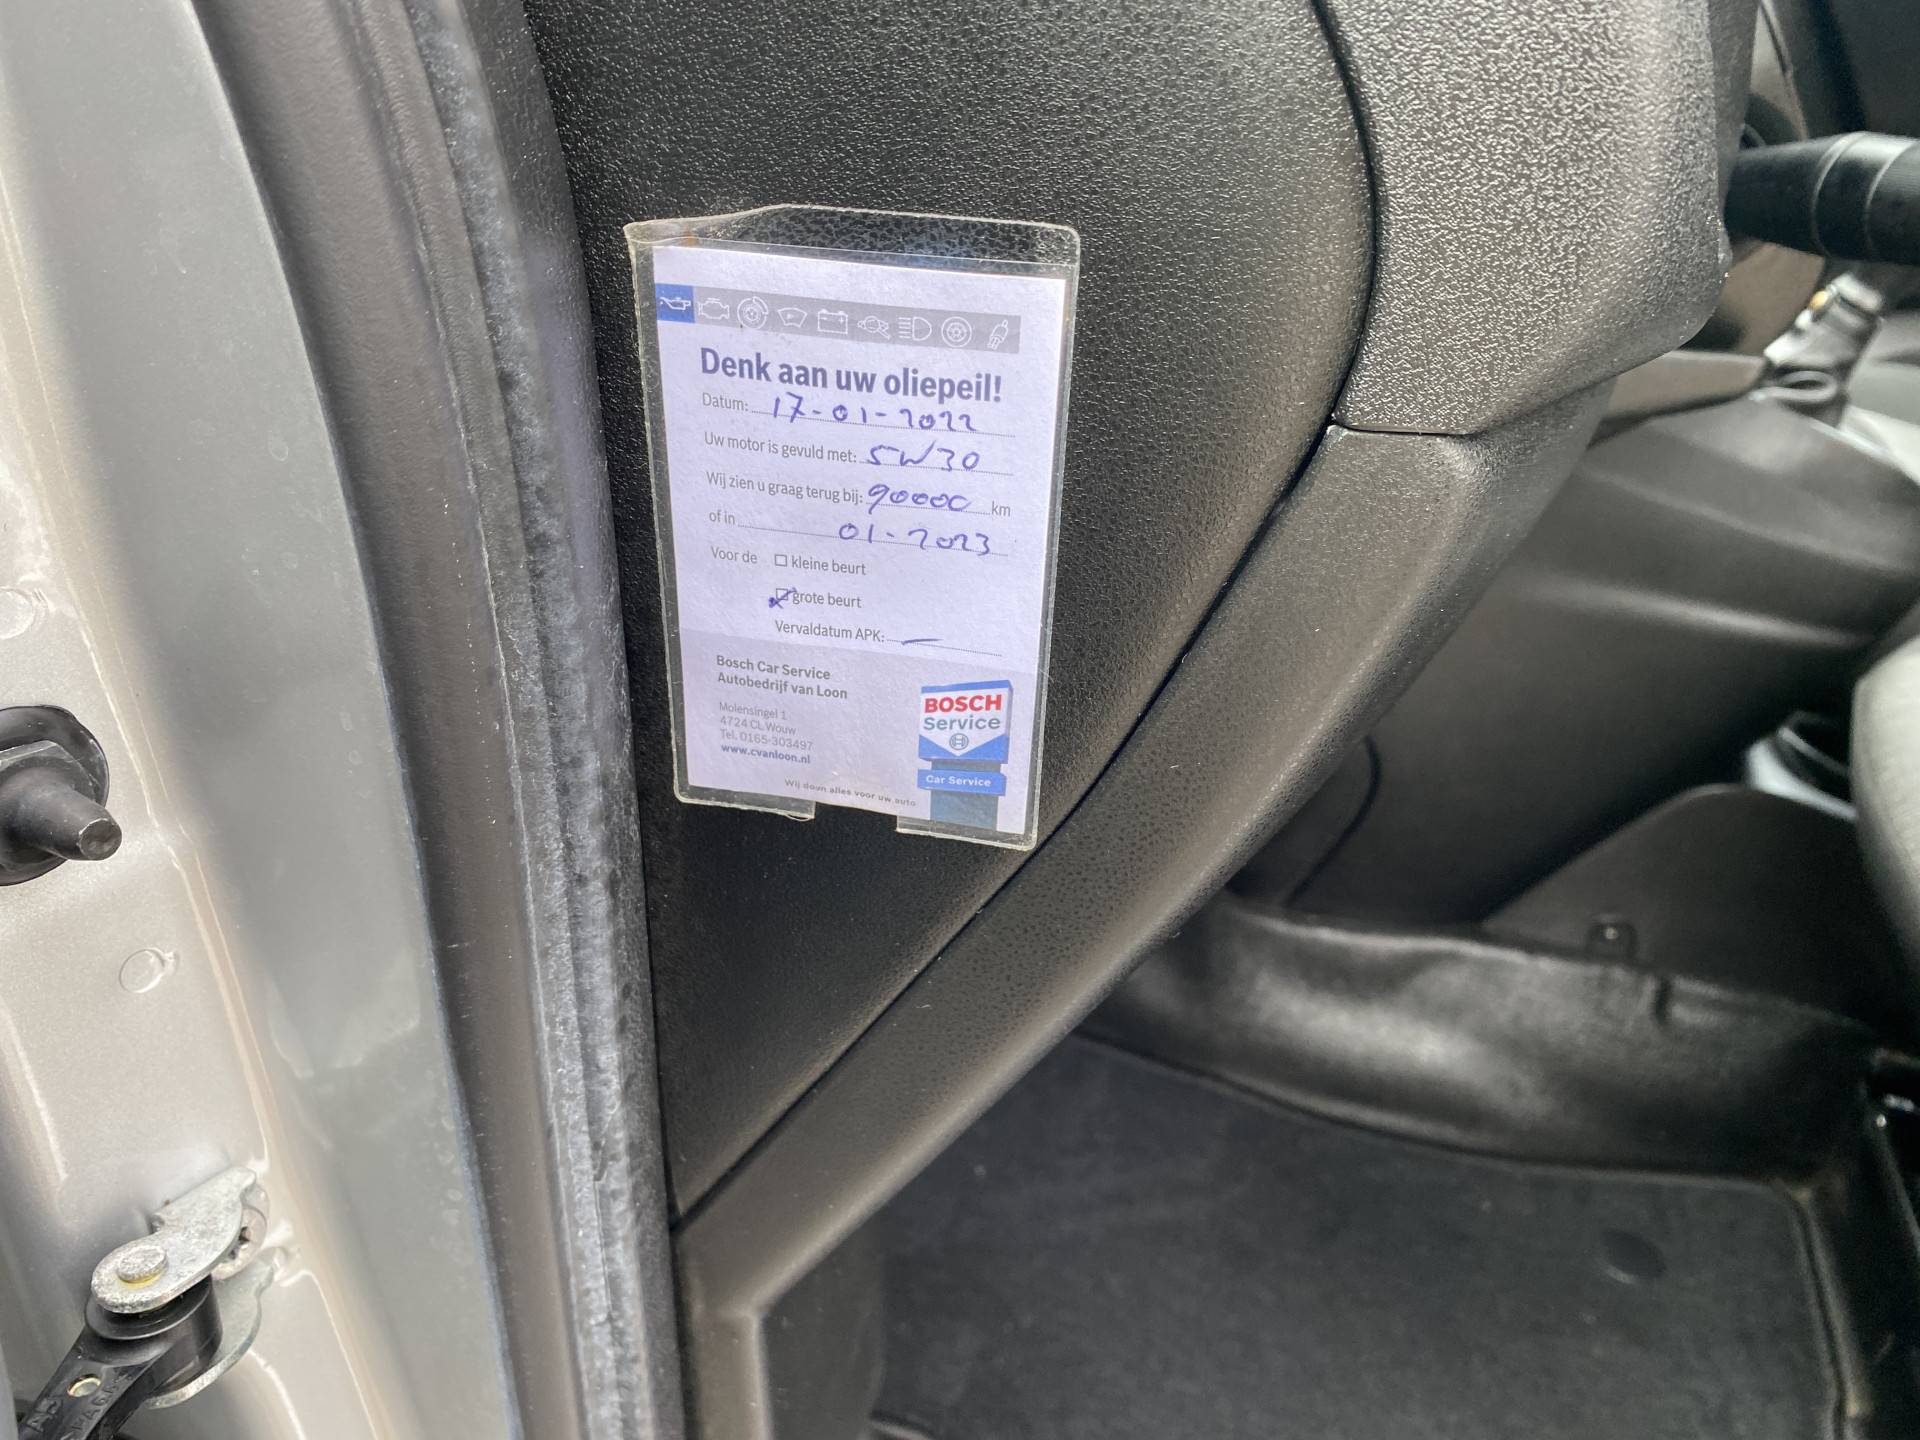 Denk aan uw oliepeil!
Datum: 17-01-2022
Uw motor is gevuld met: 5W30
Wij zien u graag terug bij: 90000 km
of in 01-2023
Voor de kleine beurt
grote beurt
Vervaldatum APK: —
Bosch Car Service
Autobedrijf van Loon
Molensingel 1
4724 CL Wouw
Tel. 0165-303497
www.cvanloon.nl
Wij doen alles voor uw auto
BOSCH
Service
Car Service